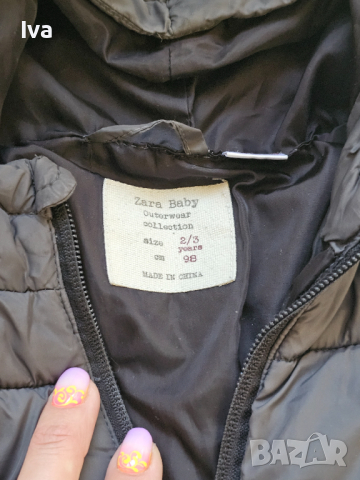 Iva
Zara Baby
Outerwear
collection
size 2/3
years
cm 98
MADE IN CHINA
BAZAR